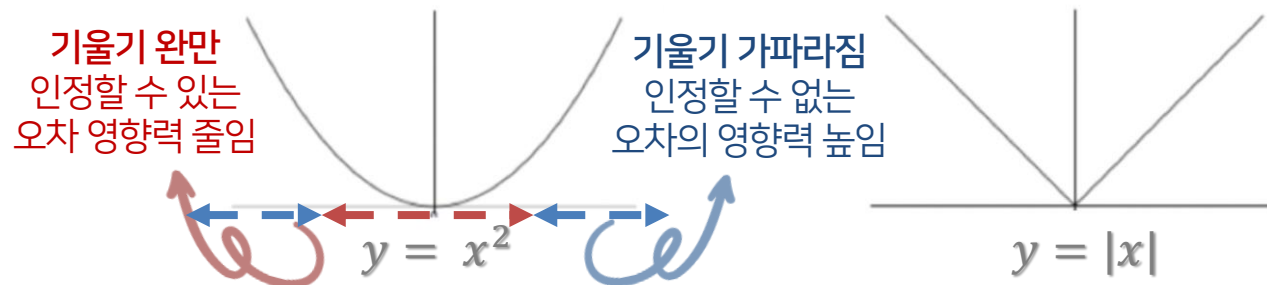 기울기 완만
인정할 수 있는
오차 영향력 줄임
기울기 가파라짐
인정할 수 없는
오차의 영향력 높임
y = x²
y = |x|